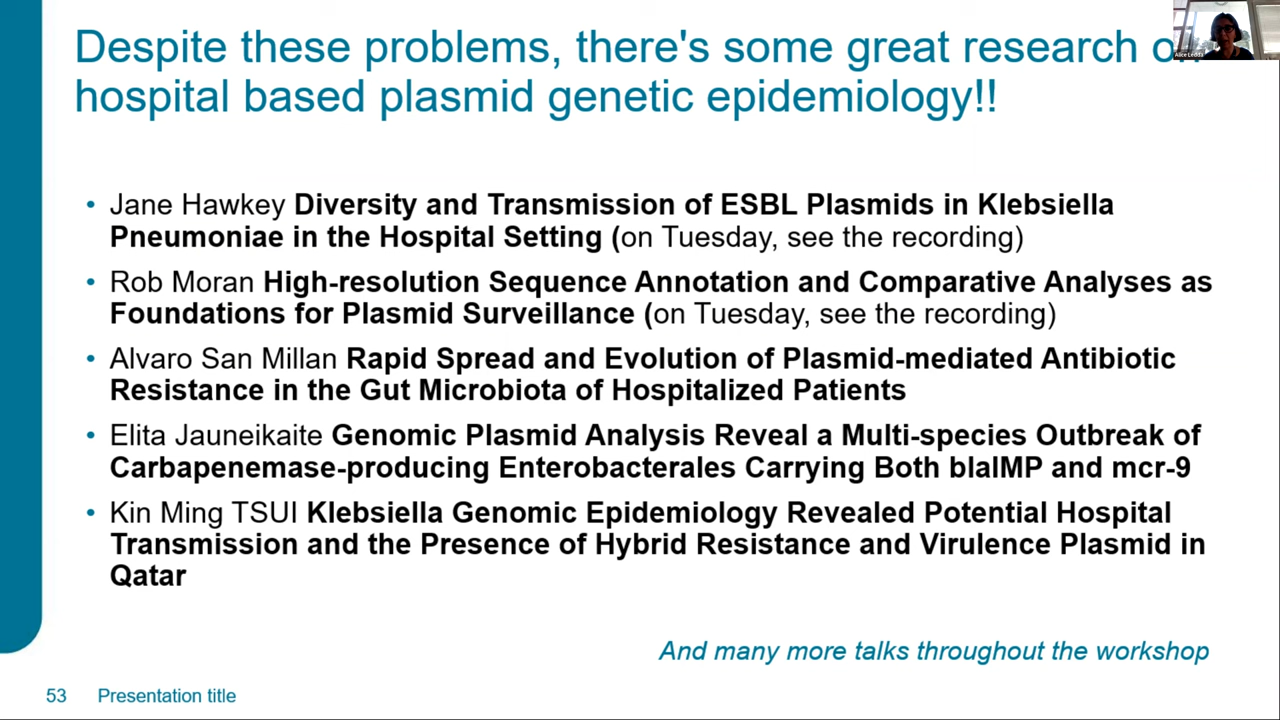 Despite these problems, there's some great research on
hospital based plasmid genetic epidemiology!!
Alice Ledda
• Jane Hawkey Diversity and Transmission of ESBL Plasmids in Klebsiella
Pneumoniae in the Hospital Setting (on Tuesday, see the recording)
• Rob Moran High-resolution Sequence Annotation and Comparative Analyses as
Foundations for Plasmid Surveillance (on Tuesday, see the recording)
• Alvaro San Millan Rapid Spread and Evolution of Plasmid-mediated Antibiotic
Resistance in the Gut Microbiota of Hospitalized Patients
• Elita Jauneikaite Genomic Plasmid Analysis Reveal a Multi-species Outbreak of
Carbapenemase-producing Enterobacterales Carrying Both blaIMP and mcr-9
• Kin Ming TSUI Klebsiella Genomic Epidemiology Revealed Potential Hospital
Transmission and the Presence of Hybrid Resistance and Virulence Plasmid in
Qatar
And many more talks throughout the workshop
53 Presentation title